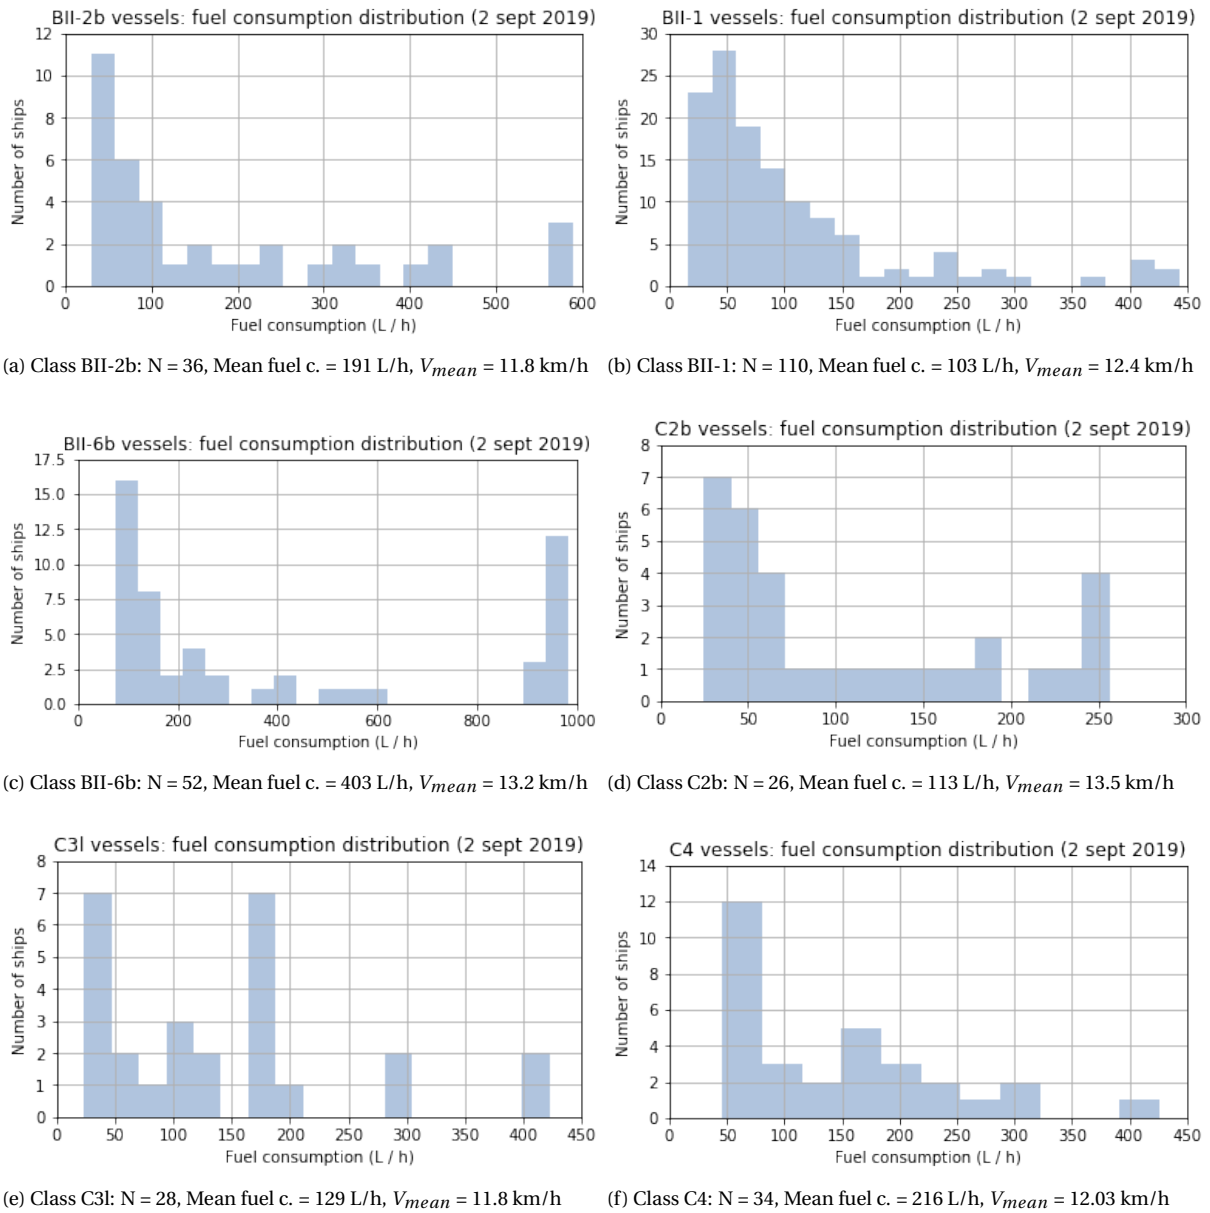 BII-2b vessels: fuel consumption distribution (2 sept 2019)
12
10
8
6
4
2
0
Number of ships
0 100 200 300 400 500 600
Fuel consumption (L / h)
(a) Class BII-2b: N = 36, Mean fuel c. = 191 L/h, Vmean = 11.8 km/h
BII-1 vessels: fuel consumption distribution (2 sept 2019)
30
25
20
15
10
5
0
Number of ships
0 50 100 150 200 250 300 350 400 450
Fuel consumption (L / h)
(b) Class BII-1: N = 110, Mean fuel c. = 103 L/h, Vmean = 12.4 km/h
BII-6b vessels: fuel consumption distribution (2 sept 2019)
17.5
15.0
12.5
10.0
7.5
5.0
2.5
0.0
Number of ships
0 200 400 600 800 1000
Fuel consumption (L / h)
(c) Class BII-6b: N = 52, Mean fuel c. = 403 L/h, Vmean = 13.2 km/h
C2b vessels: fuel consumption distribution (2 sept 2019)
8
7
6
5
4
3
2
1
0
Number of ships
0 50 100 150 200 250 300
Fuel consumption (L / h)
(d) Class C2b: N = 26, Mean fuel c. = 113 L/h, Vmean = 13.5 km/h
C3l vessels: fuel consumption distribution (2 sept 2019)
8
7
6
5
4
3
2
1
0
Number of ships
0 50 100 150 200 250 300 350 400 450
Fuel consumption (L / h)
(e) Class C3l: N = 28, Mean fuel c. = 129 L/h, Vmean = 11.8 km/h
C4 vessels: fuel consumption distribution (2 sept 2019)
14
12
10
8
6
4
2
0
Number of ships
0 50 100 150 200 250 300 350 400 450
Fuel consumption (L / h)
(f) Class C4: N = 34, Mean fuel c. = 216 L/h, Vmean = 12.03 km/h